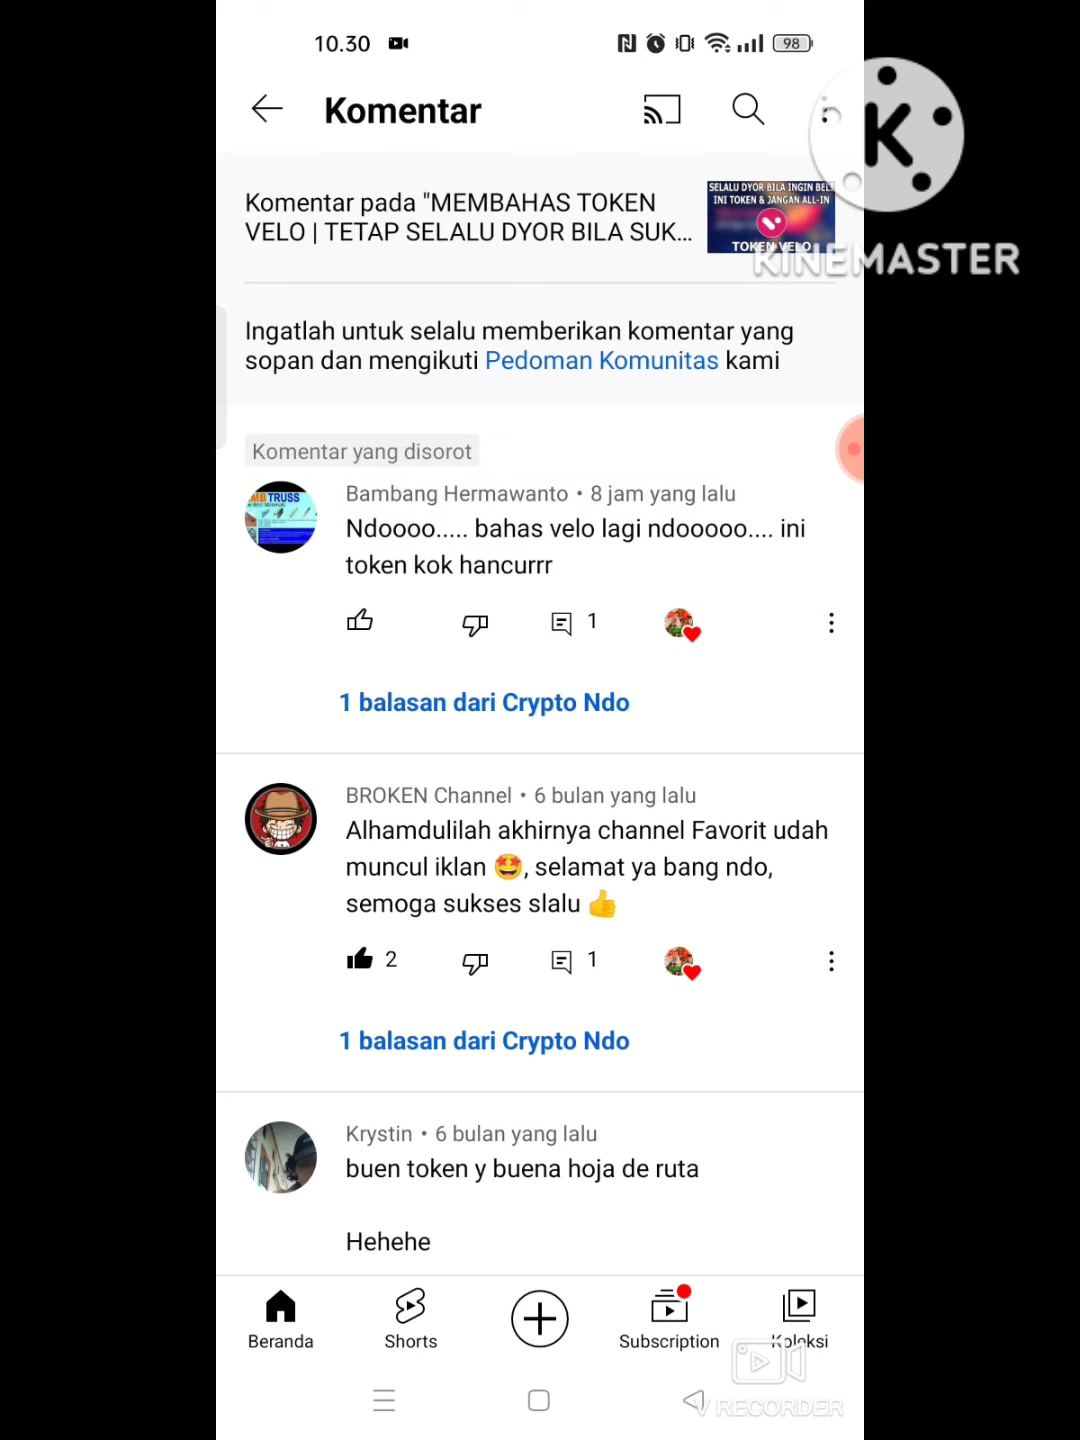 10.30
98
Komentar
K
KINEMASTER
Komentar pada "MEMBAHAS TOKEN
VELO | TETAP SELALU DYOR BILA SUK...
SELALU DYOR BILA INGIN BELI
INI TOKEN & JANGAN ALL-IN
TOKEN VELO
Ingatlah untuk selalu memberikan komentar yang
sopan dan mengikuti Pedoman Komunitas kami
Komentar yang disorot
MB TRUSS
Bambang Hermawanto • 8 jam yang lalu
Ndoooo..... bahas velo lagi ndooooo.... ini
token kok hancurrr
1
1 balasan dari Crypto Ndo
BROKEN Channel • 6 bulan yang lalu
Alhamdulilah akhirnya channel Favorit udah
muncul iklan 🤩, selamat ya bang ndo,
semoga sukses slalu 👍
2
1
1 balasan dari Crypto Ndo
Krystin • 6 bulan yang lalu
buen token y buena hoja de ruta
Hehehe
Beranda
Shorts
Subscription
Koleksi
V RECORDER